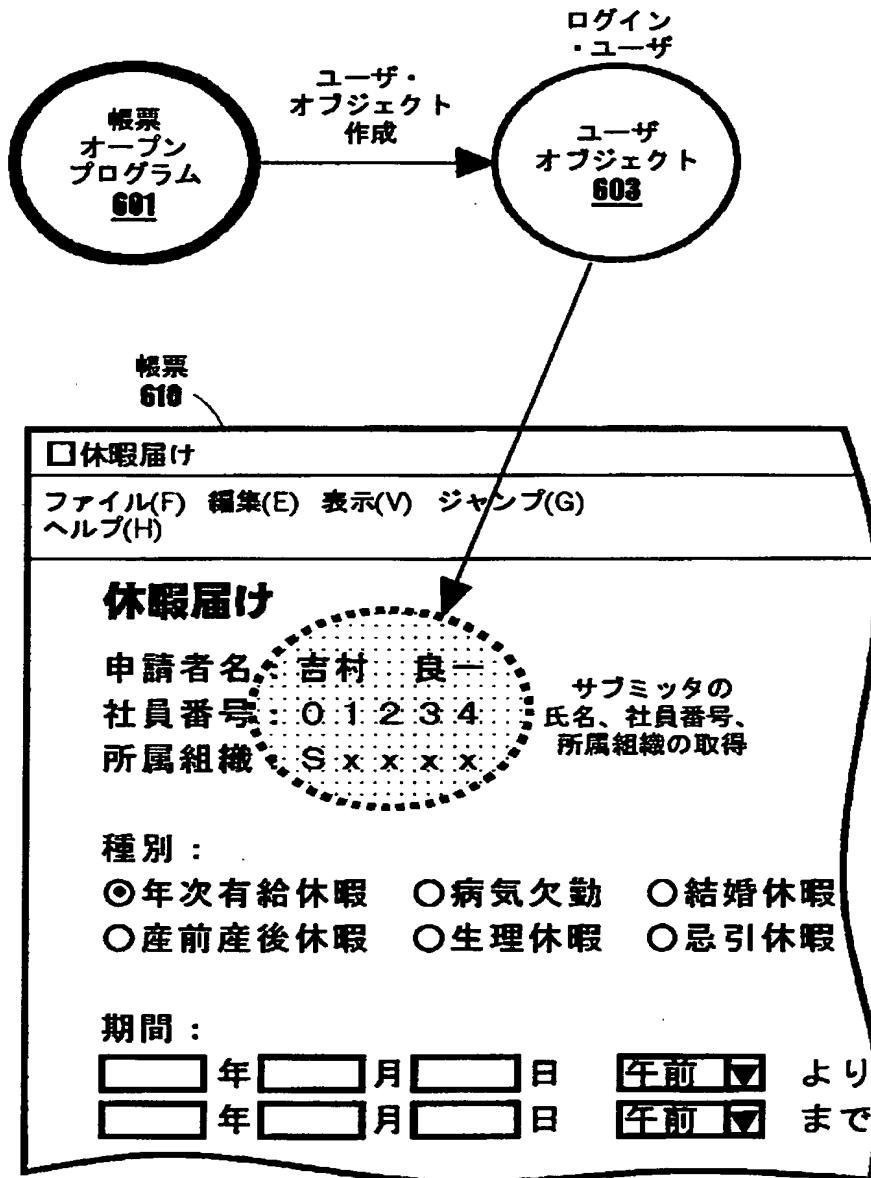 ログイン
・ユーザ
帳票
オープン
プログラム
601
ユーザ・
オブジェクト
作成
ユーザ
オブジェクト
603
帳票
610
休暇届け
ファイル(F) 編集(E) 表示(V) ジャンプ(G)
ヘルプ(H)
休暇届け
申請者名:吉村 良一
社員番号:01234
所属組織:Sxxxx
サブミッタの
氏名、社員番号、
所属組織の取得
種別:
年次有給休暇 病気欠勤 結婚休暇
産前産後休暇 生理休暇 忌引休暇
期間:
年 月 日 午前 より
年 月 日 午前 まで